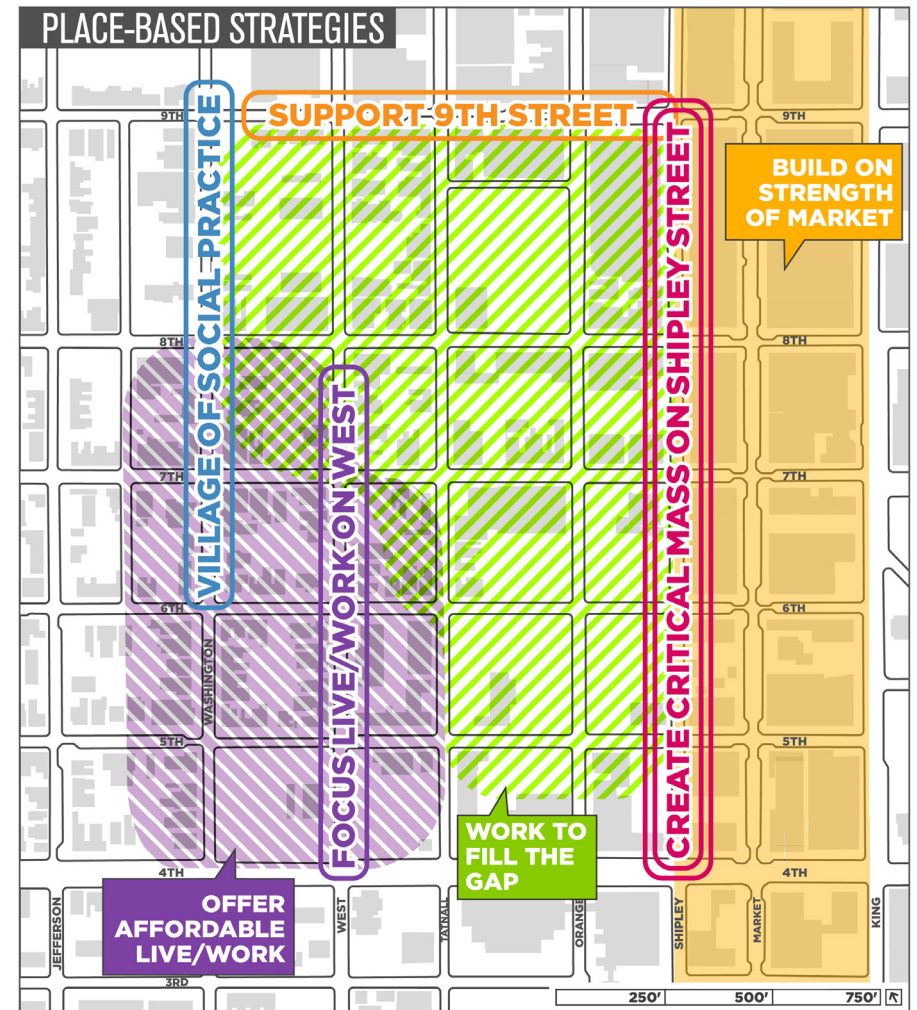 PLACE-BASED STRATEGIES
SUPPORT 9TH STREET
9TH
9TH
VILLAGE OF SOCIAL PRACTICE
CREATE CRITICAL MASS ON SHIPLEY STREET
BUILD ON
STRENGTH
OF MARKET
8TH
8TH
FOCUS LIVE/WORK ON WEST
7TH
7TH
6TH
6TH
WASHINGTON
5TH
5TH
WORK TO
FILL THE
GAP
4TH
4TH
OFFER
AFFORDABLE
LIVE/WORK
JEFFERSON
WEST
TATNALL
ORANGE
SHIPLEY
MARKET
KING
3RD
250'
500'
750'